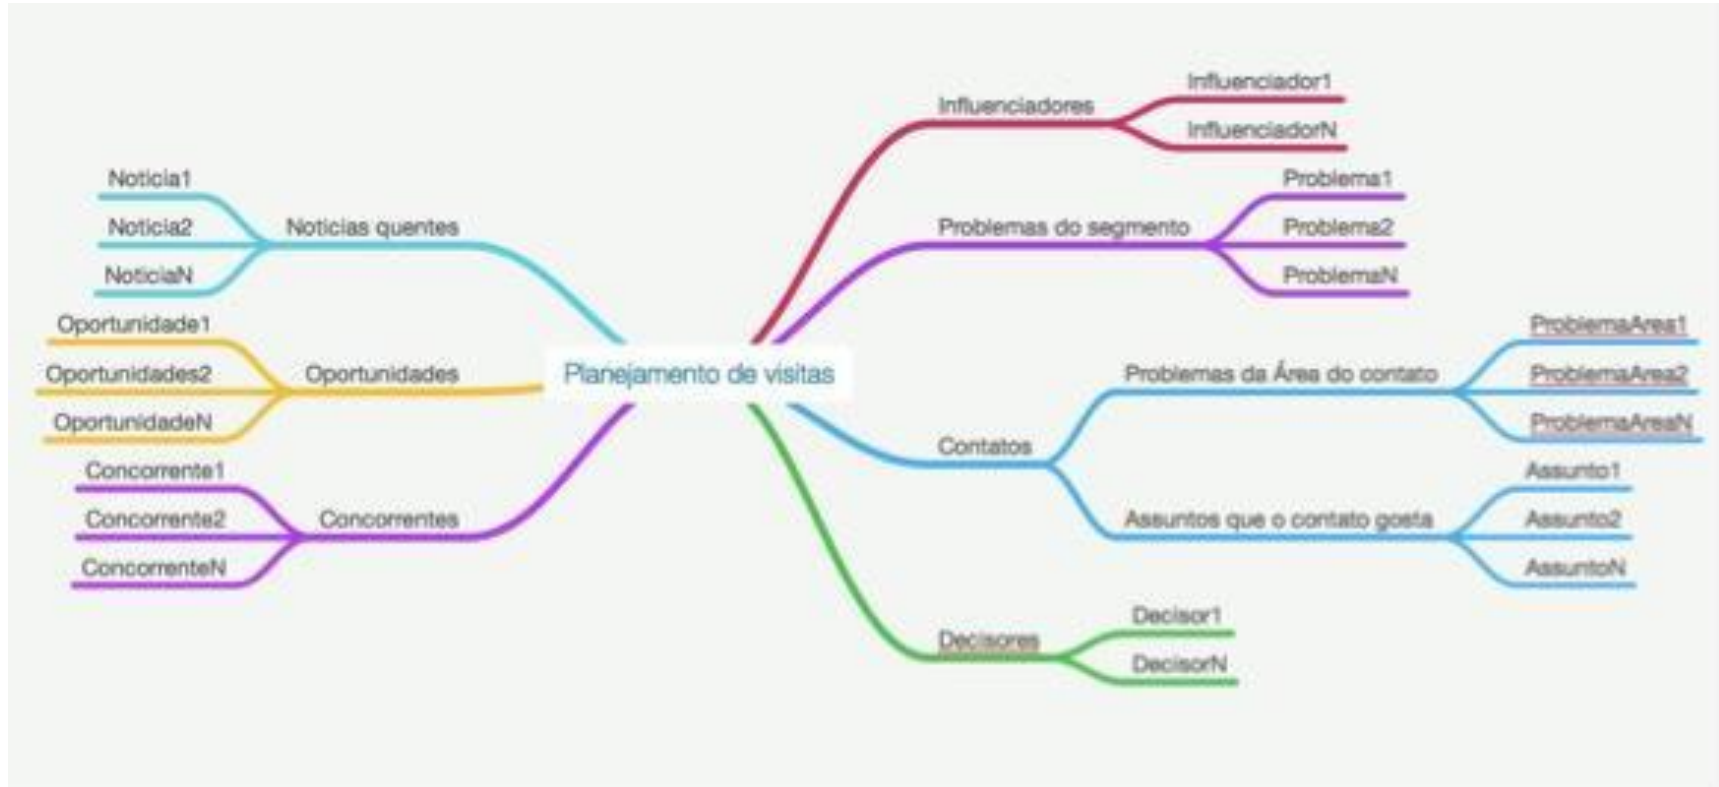 Planejamento de visitas
Influenciadores
Influenciador1
InfluenciadorN
Problemas do segmento
Problema1
Problema2
ProblemaN
Contatos
Problemas da Área do contato
ProblemaArea1
ProblemaArea2
ProblemaAreaN
Assuntos que o contato gosta
Assunto1
Assunto2
AssuntoN
Decisores
Decisor1
DecisorN
Noticias quentes
Noticia1
Noticia2
NoticiaN
Oportunidades
Oportunidade1
Oportunidades2
OportunidadeN
Concorrentes
Concorrente1
Concorrente2
ConcorrenteN